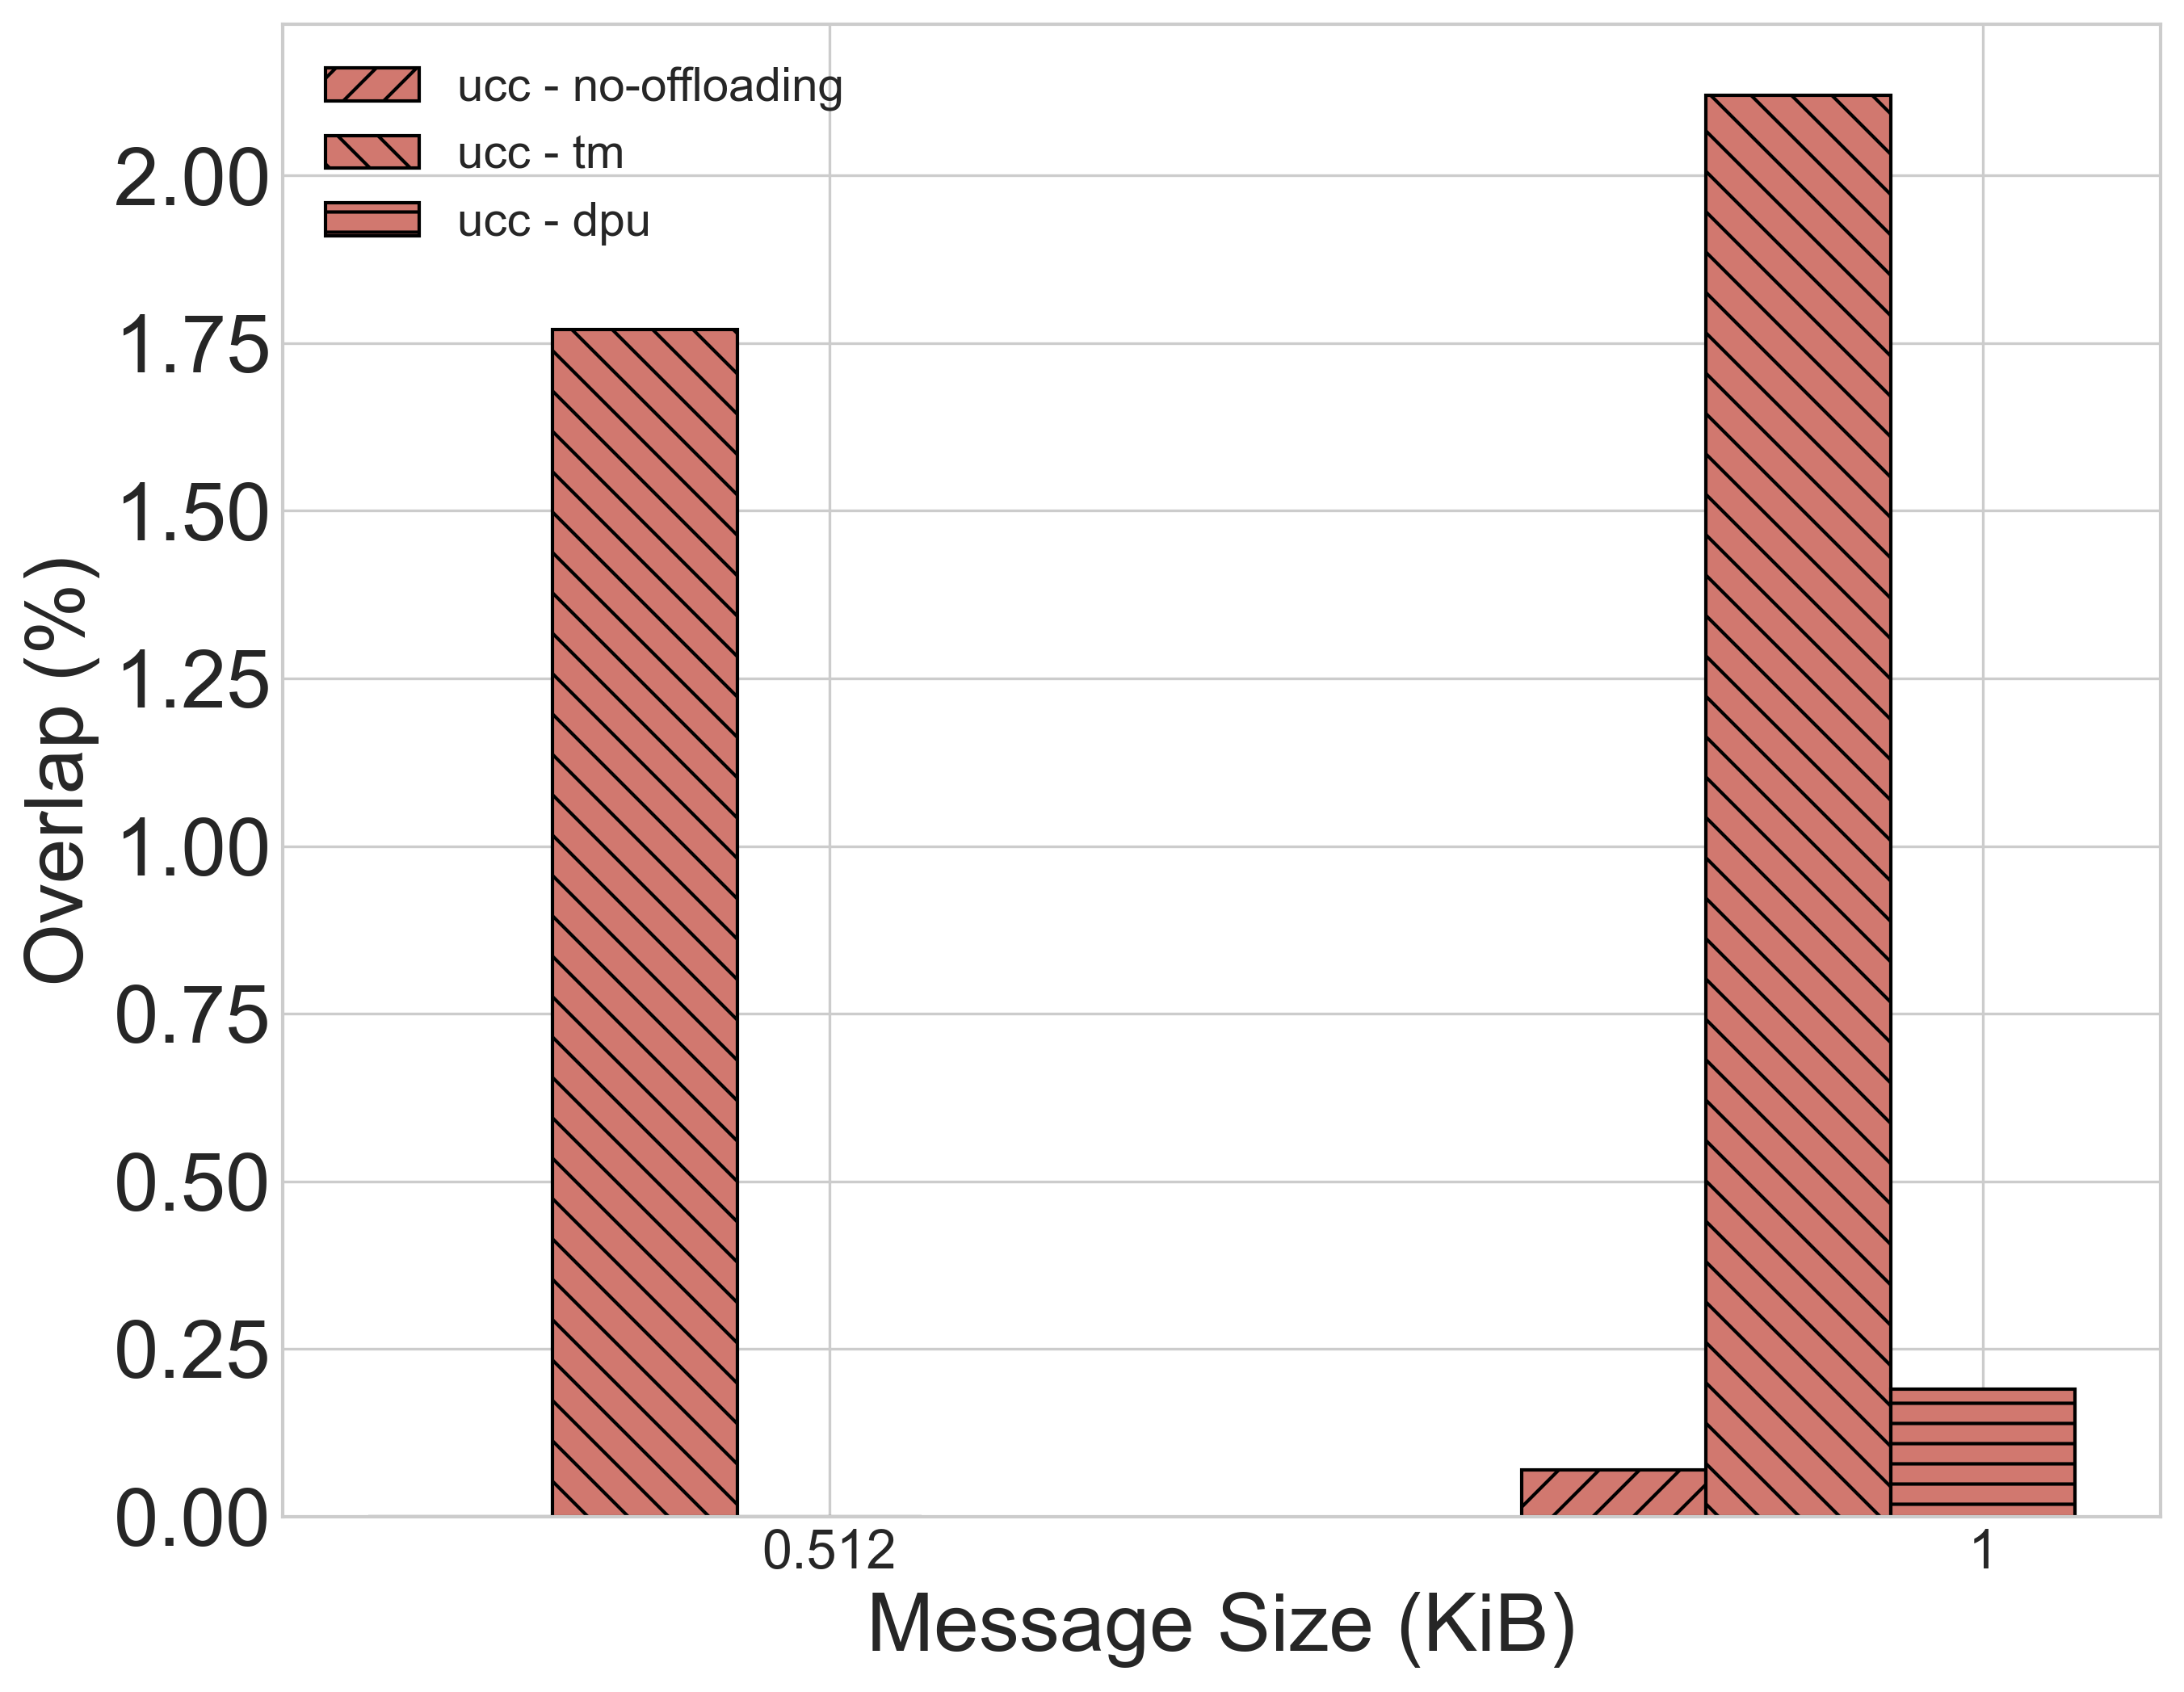 ucc - no-offloading
ucc - tm
ucc - dpu
2.00
1.75
1.50
1.25
1.00
0.75
0.50
0.25
0.00
Overlap (%)
0.512
1
Message Size (KiB)